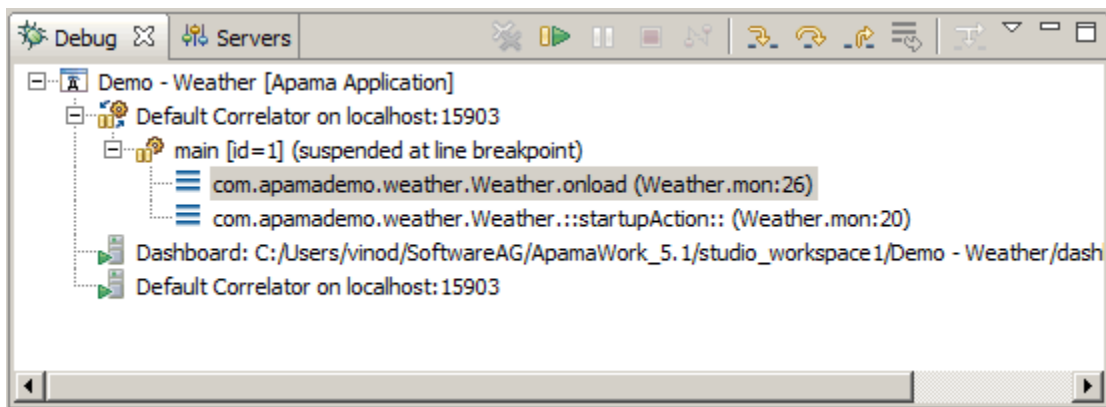 Debug Servers
Demo - Weather [Apama Application]
Default Correlator on localhost:15903
main [id=1] (suspended at line breakpoint)
com.apamademo.weather.Weather.onload (Weather.mon:26)
com.apamademo.weather.Weather.::startupAction:: (Weather.mon:20)
Dashboard: C:/Users/vinod/SoftwareAG/ApamaWork_5.1/studio_workspace1/Demo - Weather/dash
Default Correlator on localhost:15903